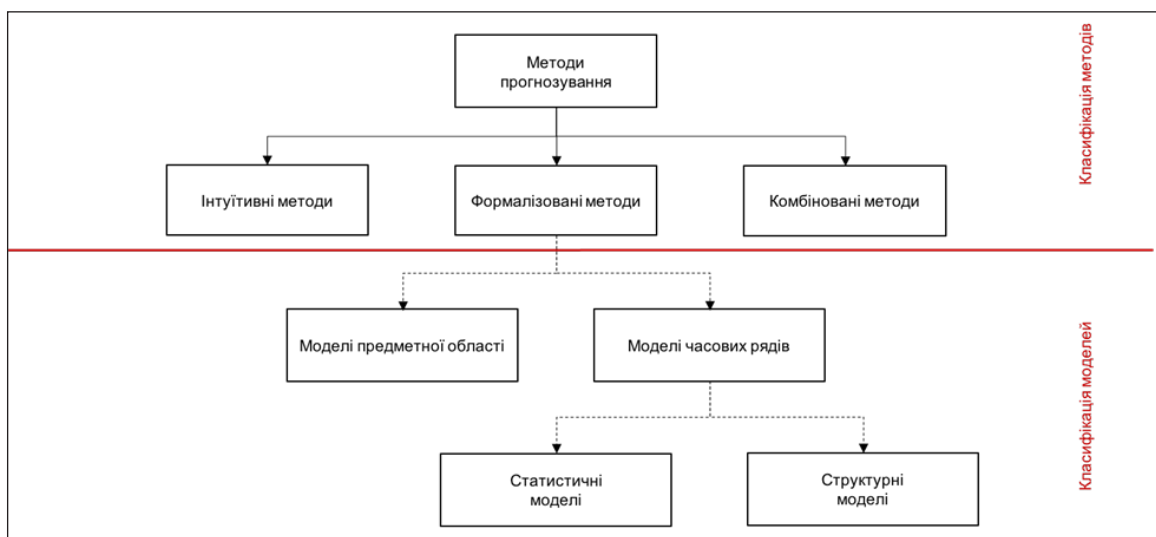 Методи
прогнозування
Класифікація методів
Інтуїтивні методи
Формалізовані методи
Комбіновані методи
Моделі предметної області
Моделі часових рядів
Класифікація моделей
Статистичні
моделі
Структурні
моделі